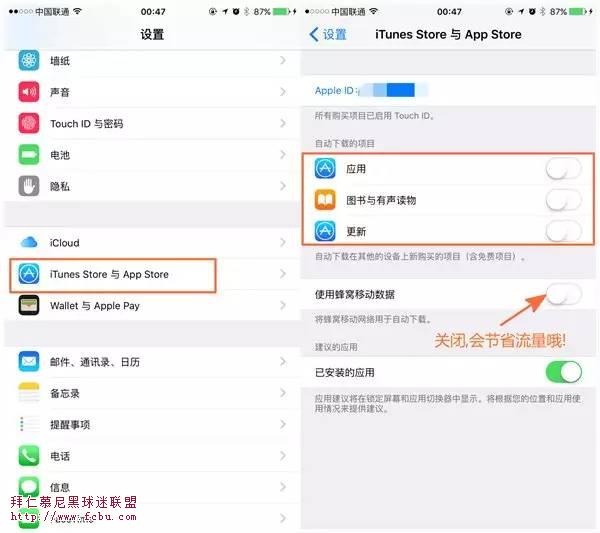 中国联通
00:47
87%
设置
墙纸
声音
Touch ID 与密码
电池
隐私
iCloud
iTunes Store 与 App Store
Wallet 与 Apple Pay
邮件、通讯录、日历
备忘录
提醒事项
电话
信息
拜仁慕尼黑球迷联盟
http://www.fcbu.com
中国联通
00:47
87%
设置
iTunes Store 与 App Store
Apple ID:
所有购买项目已启用 Touch ID。
自动下载的项目
应用
图书与有声读物
更新
自动下载在其他的设备上新购买的项目（含免费项目）。
使用蜂窝移动数据
将蜂窝移动网络用于自动下载。
关闭,会节省流量哦!
建议的应用
已安装的应用
应用建议将在锁定屏幕和应用切换器中显示。将根据您的位置和应用使
用情况来提供建议。